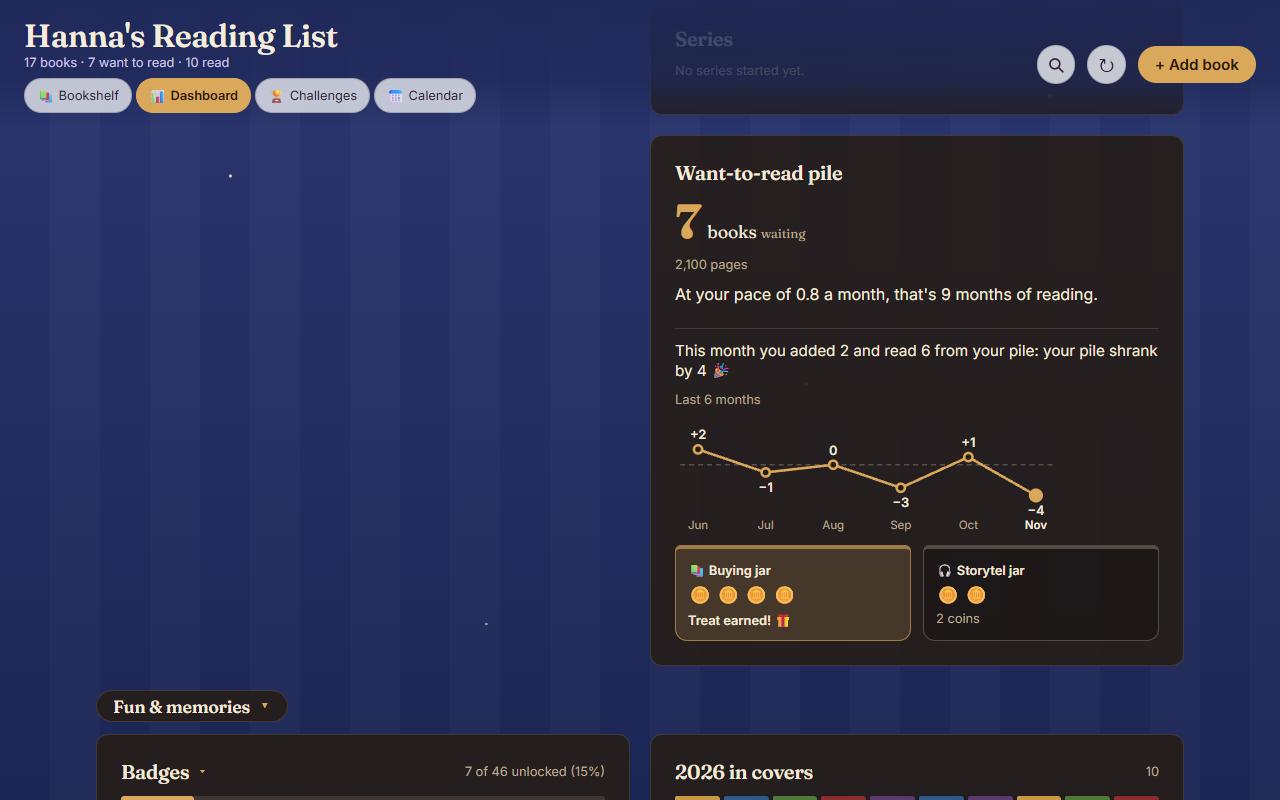 Hanna's Reading List
17 books · 7 want to read · 10 read
Bookshelf
Dashboard
Challenges
Calendar
+ Add book
Series
No series started yet.
Want-to-read pile
7 books waiting
2,100 pages
At your pace of 0.8 a month, that's 9 months of reading.
This month you added 2 and read 6 from your pile: your pile shrank
by 4 🎉
Last 6 months
+2
−1
0
−3
+1
−4
Jun
Jul
Aug
Sep
Oct
Nov
Buying jar
Treat earned! 🎁
Storytel jar
2 coins
Fun & memories
Badges
7 of 46 unlocked (15%)
2026 in covers
10